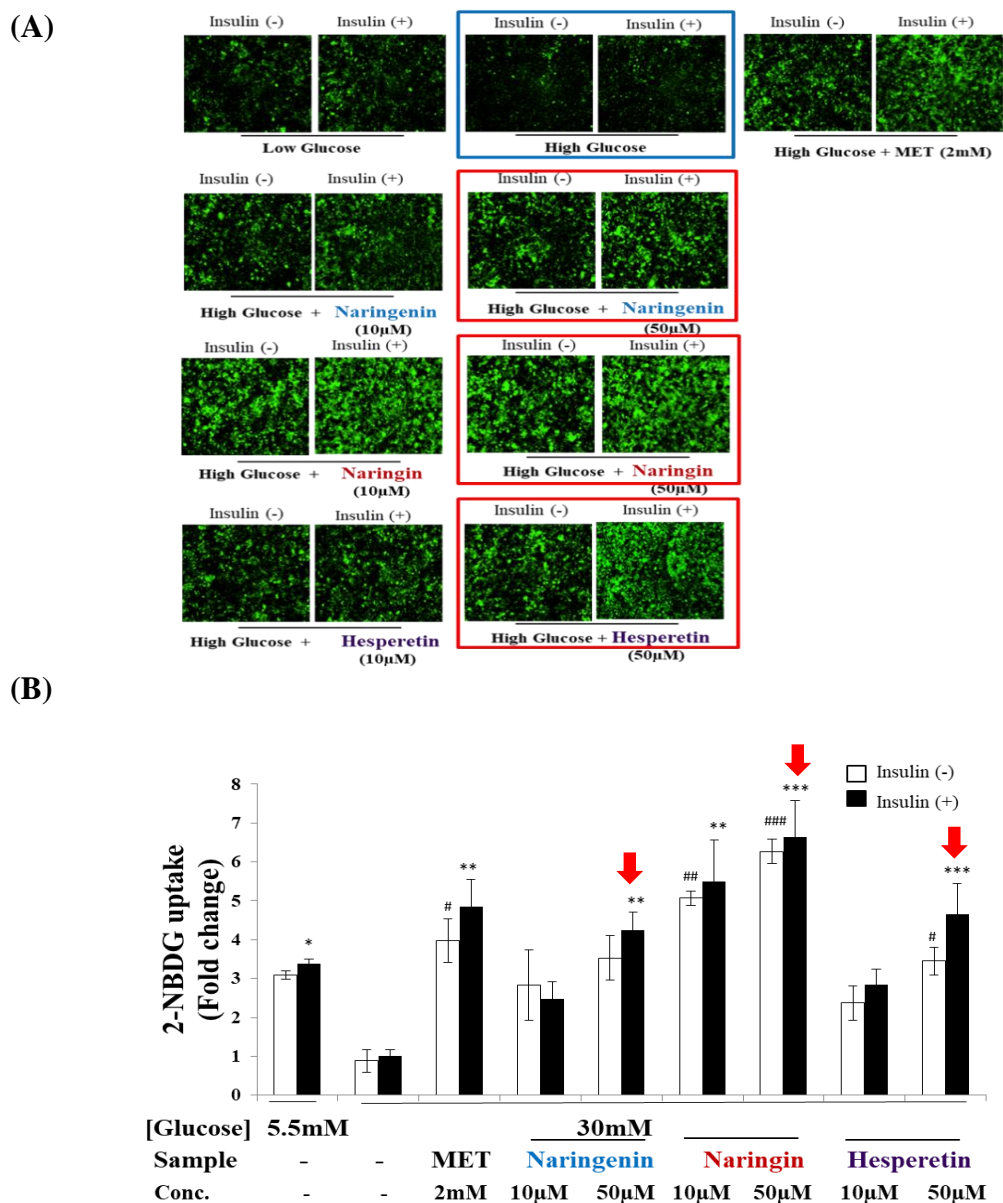 (A)
Insulin (-) Insulin (+) Insulin (-) Insulin (+) Insulin (-) Insulin (+)
Low Glucose High Glucose High Glucose + MET (2mM)
Insulin (-) Insulin (+) Insulin (-) Insulin (+)
High Glucose + Naringenin High Glucose + Naringenin
(10µM) (50µM)
Insulin (-) Insulin (+) Insulin (-) Insulin (+)
High Glucose + Naringin High Glucose + Naringin
(10µM) (50µM)
Insulin (-) Insulin (+) Insulin (-) Insulin (+)
High Glucose + Hesperetin High Glucose + Hesperetin
(10µM) (50µM)
(B)
2-NBDG uptake
(Fold change)
8
7
6
5
4
3
2
1
0
* # ** ** ## ** ### *** # ***
Insulin (-)
Insulin (+)
[Glucose] 5.5mM 30mM
Sample - - MET Naringenin Naringin Hesperetin
Conc. - - 2mM 10µM 50µM 10µM 50µM 10µM 50µM